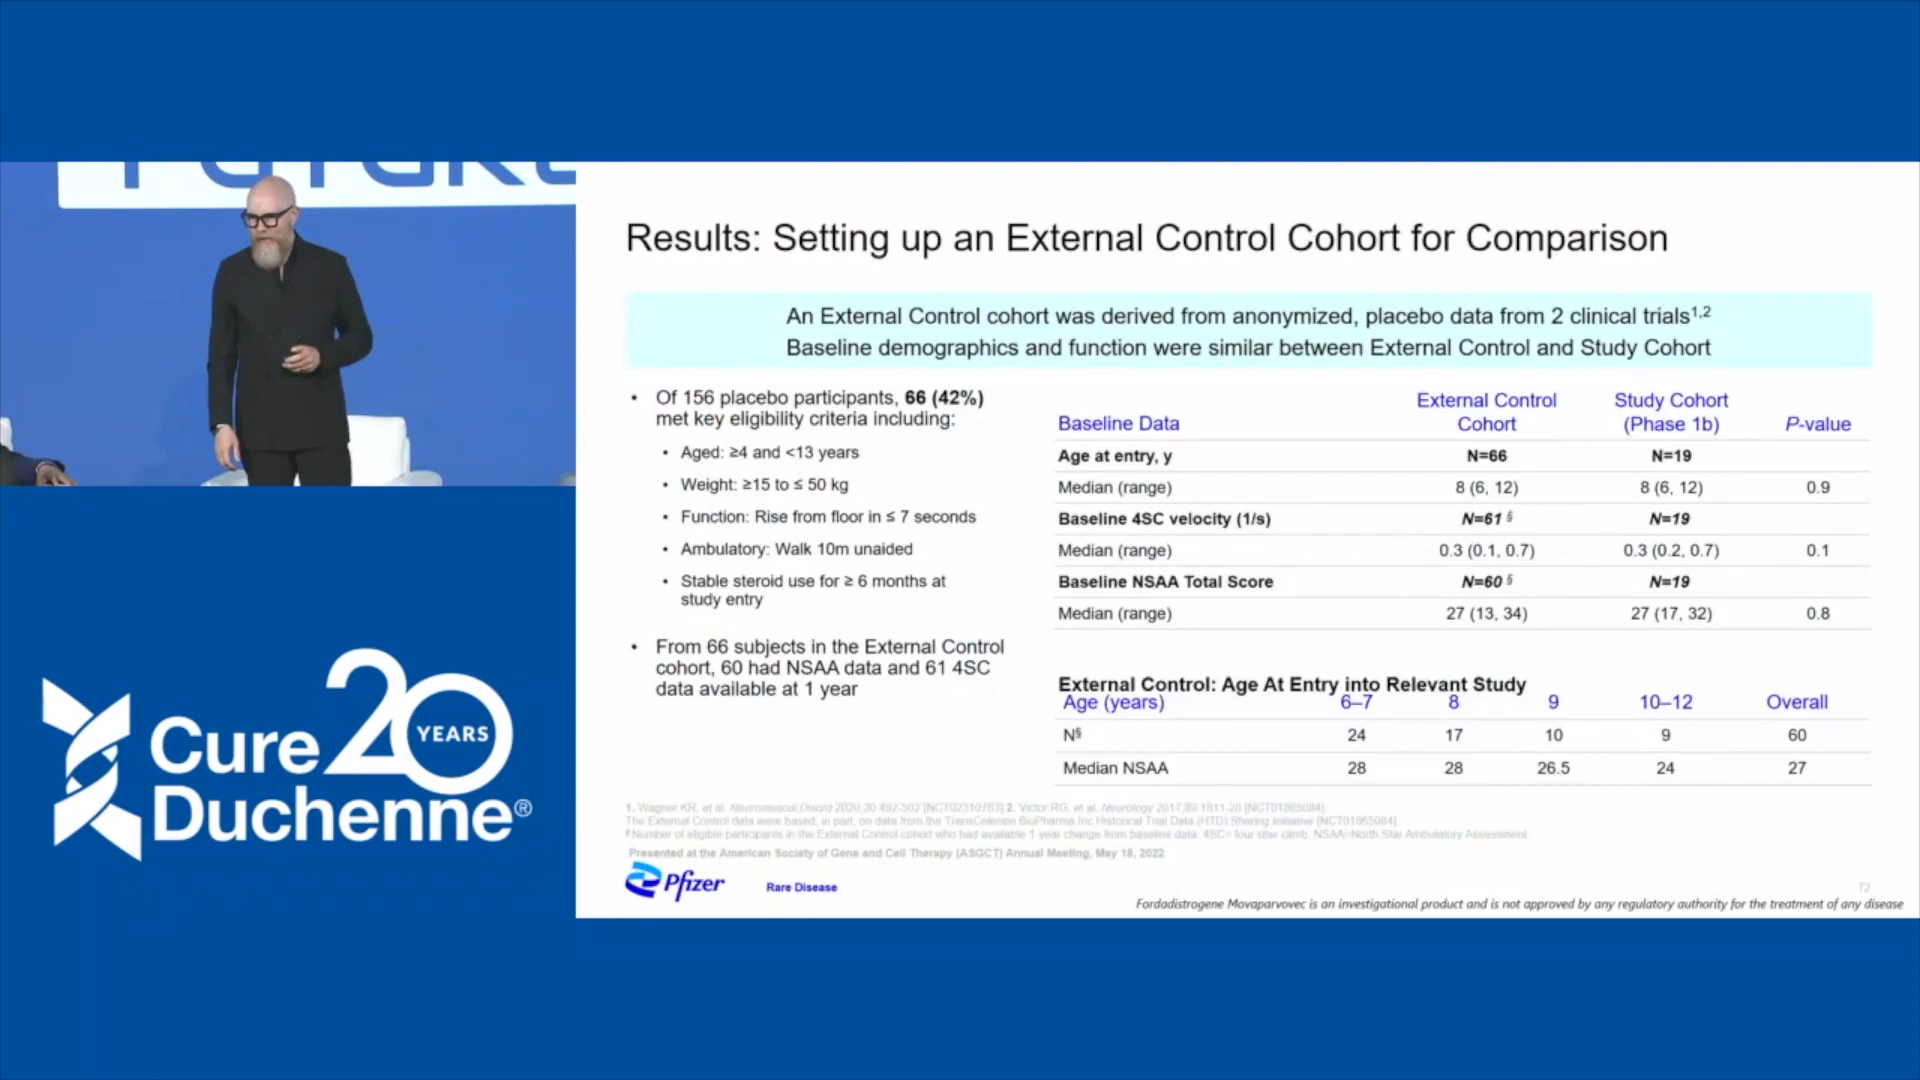 FUTURE
Results: Setting up an External Control Cohort for Comparison
An External Control cohort was derived from anonymized, placebo data from 2 clinical trials1,2
Baseline demographics and function were similar between External Control and Study Cohort
• Of 156 placebo participants, 66 (42%)
met key eligibility criteria including:
• Aged: ≥4 and <13 years
• Weight: ≥15 to ≤ 50 kg
• Function: Rise from floor in ≤ 7 seconds
• Ambulatory: Walk 10m unaided
• Stable steroid use for ≥ 6 months at
study entry
• From 66 subjects in the External Control
cohort, 60 had NSAA data and 61 4SC
data available at 1 year
External Control Study Cohort
Baseline Data Cohort (Phase 1b) P-value
Age at entry, y N=66 N=19
Median (range) 8 (6, 12) 8 (6, 12) 0.9
Baseline 4SC velocity (1/s) N=61 § N=19
Median (range) 0.3 (0.1, 0.7) 0.3 (0.2, 0.7) 0.1
Baseline NSAA Total Score N=60 § N=19
Median (range) 27 (13, 34) 27 (17, 32) 0.8
External Control: Age At Entry into Relevant Study
Age (years) 6–7 8 9 10–12 Overall
N§ 24 17 10 9 60
Median NSAA 28 28 26.5 24 27
1. Wagner KR, et al. Neuromuscul Disord 2020;30:492-502 [NCT02310763] 2. Victor RG, et al. Neurology 2017;89:1811-20 [NCT01865084]
The External Control data were based, in part, on data from the TransCelerate BioPharma Inc Historical Trial Data (HTD) Sharing Initiative [NCT01865084]
Number of eligible participants in the External Control cohort who had available 1-year change from baseline data. 4SC= four stair climb; NSAA=North Star Ambulatory Assessment.
Presented at the American Society of Gene and Cell Therapy (ASGCT) Annual Meeting, May 18, 2022
Pfizer Rare Disease
72
Fordadistrogene Movaparvovec is an investigational product and is not approved by any regulatory authority for the treatment of any disease
20
YEARS
Cure
Duchenne®